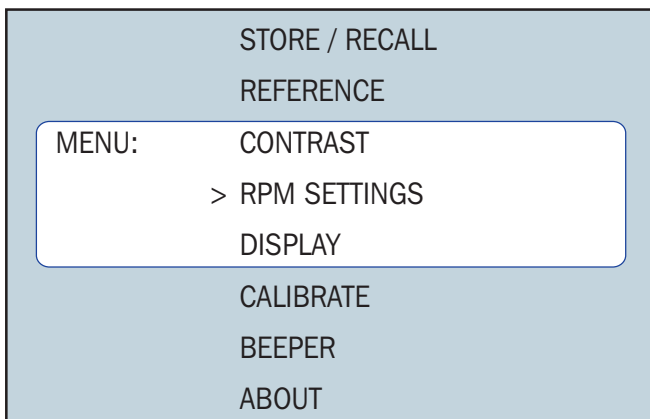 STORE / RECALL
REFERENCE
MENU: CONTRAST
> RPM SETTINGS
DISPLAY
CALIBRATE
BEEPER
ABOUT